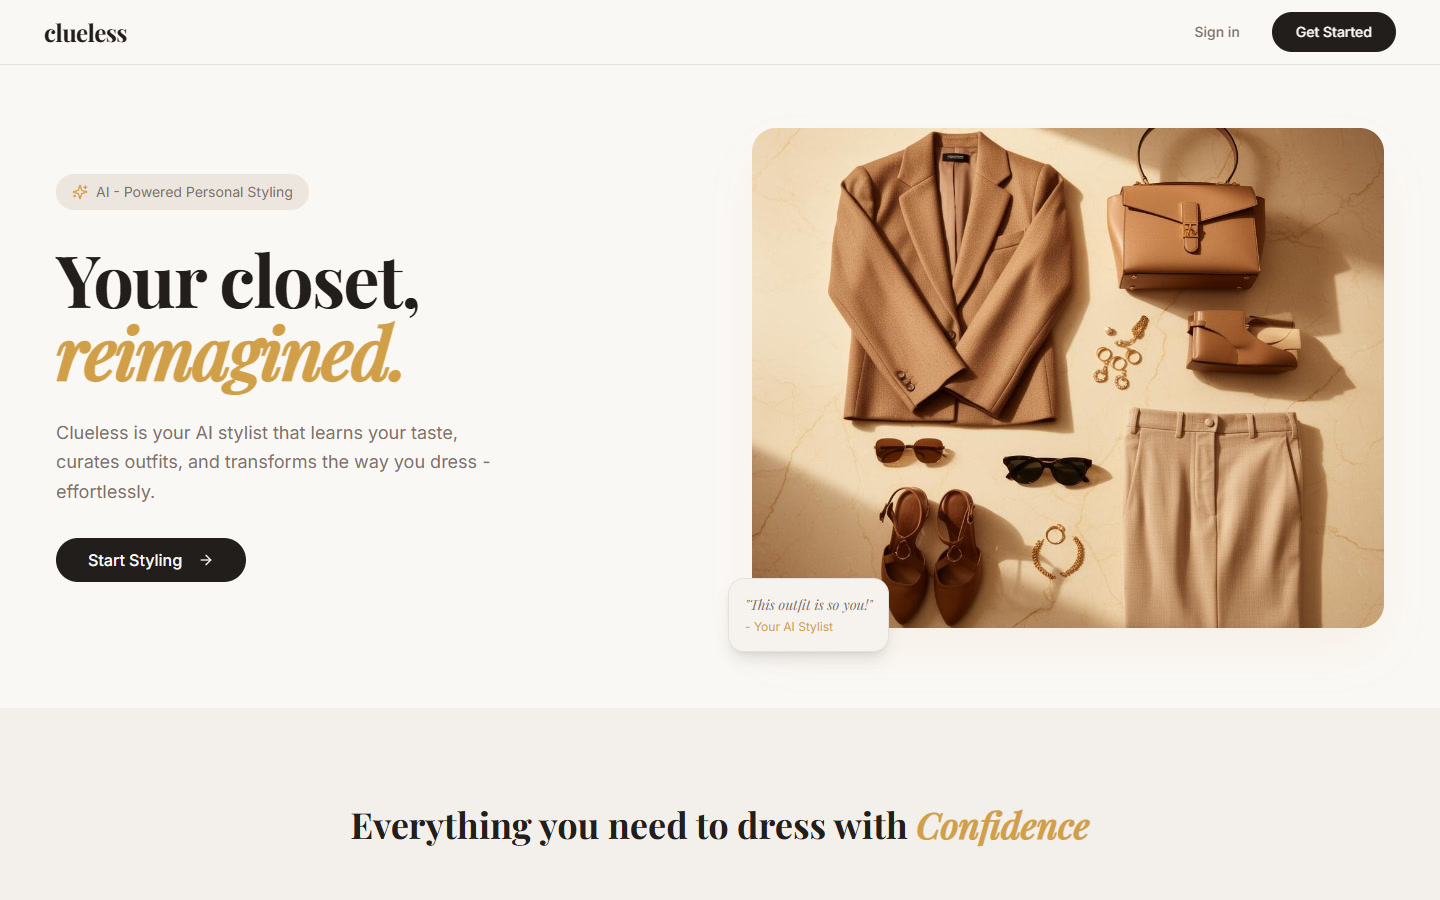 clueless
Sign in
Get Started
AI - Powered Personal Styling
Your closet,
reimagined.
Clueless is your AI stylist that learns your taste,
curates outfits, and transforms the way you dress -
effortlessly.
Start Styling
"This outfit is so you!"
- Your AI Stylist
Everything you need to dress with Confidence